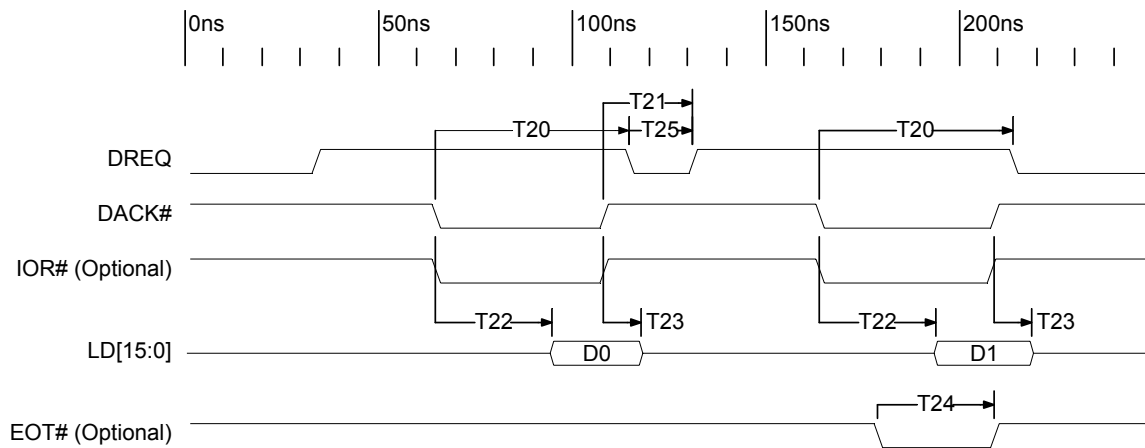 0ns 50ns 100ns 150ns 200ns
T21
T20 T25 T20
DREQ
DACK#
IOR# (Optional)
T22 T23 T22 T23
LD[15:0] D0 D1
T24
EOT# (Optional)